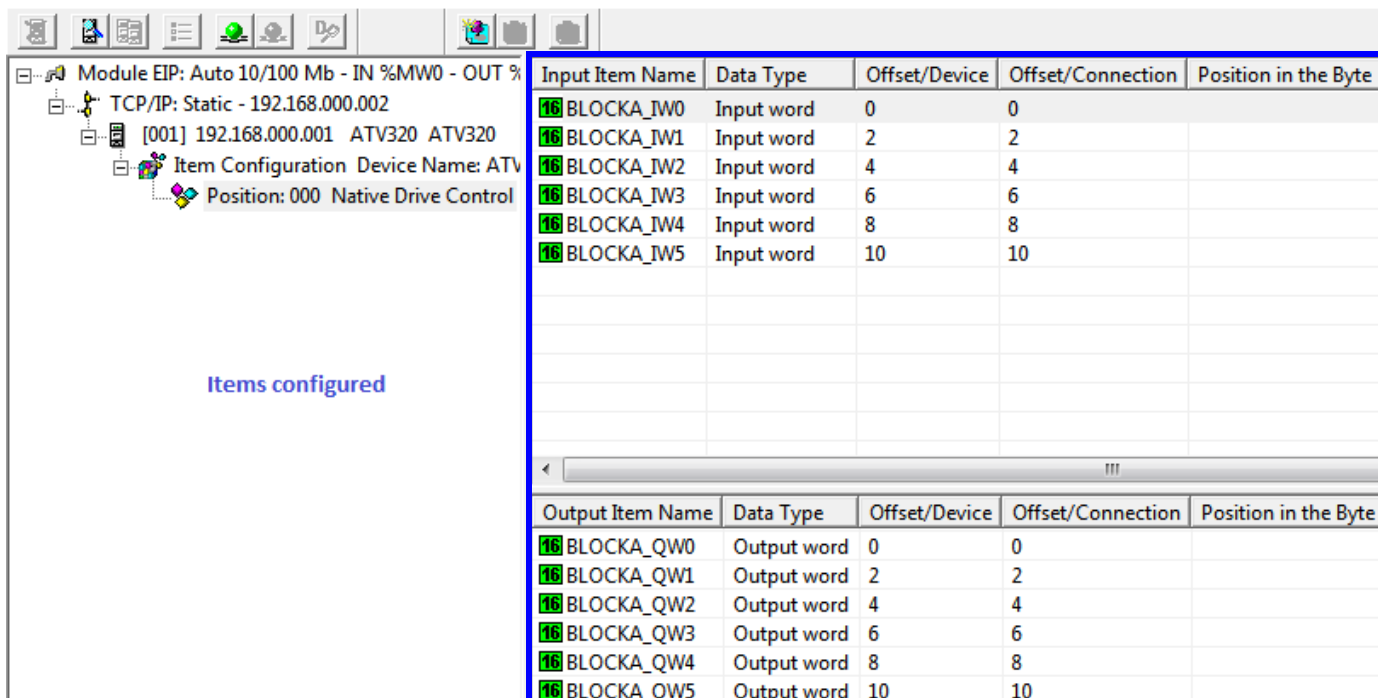 Module EIP: Auto 10/100 Mb - IN %MW0 - OUT %
TCP/IP: Static - 192.168.000.002
[001] 192.168.000.001 ATV320 ATV320
Item Configuration Device Name: ATV
Position: 000 Native Drive Control
Items configured
Input Item Name Data Type Offset/Device Offset/Connection Position in the Byte
16 BLOCKA_IW0 Input word 0 0
16 BLOCKA_IW1 Input word 2 2
16 BLOCKA_IW2 Input word 4 4
16 BLOCKA_IW3 Input word 6 6
16 BLOCKA_IW4 Input word 8 8
16 BLOCKA_IW5 Input word 10 10
Output Item Name Data Type Offset/Device Offset/Connection Position in the Byte
16 BLOCKA_QW0 Output word 0 0
16 BLOCKA_QW1 Output word 2 2
16 BLOCKA_QW2 Output word 4 4
16 BLOCKA_QW3 Output word 6 6
16 BLOCKA_QW4 Output word 8 8
16 BLOCKA_QW5 Output word 10 10